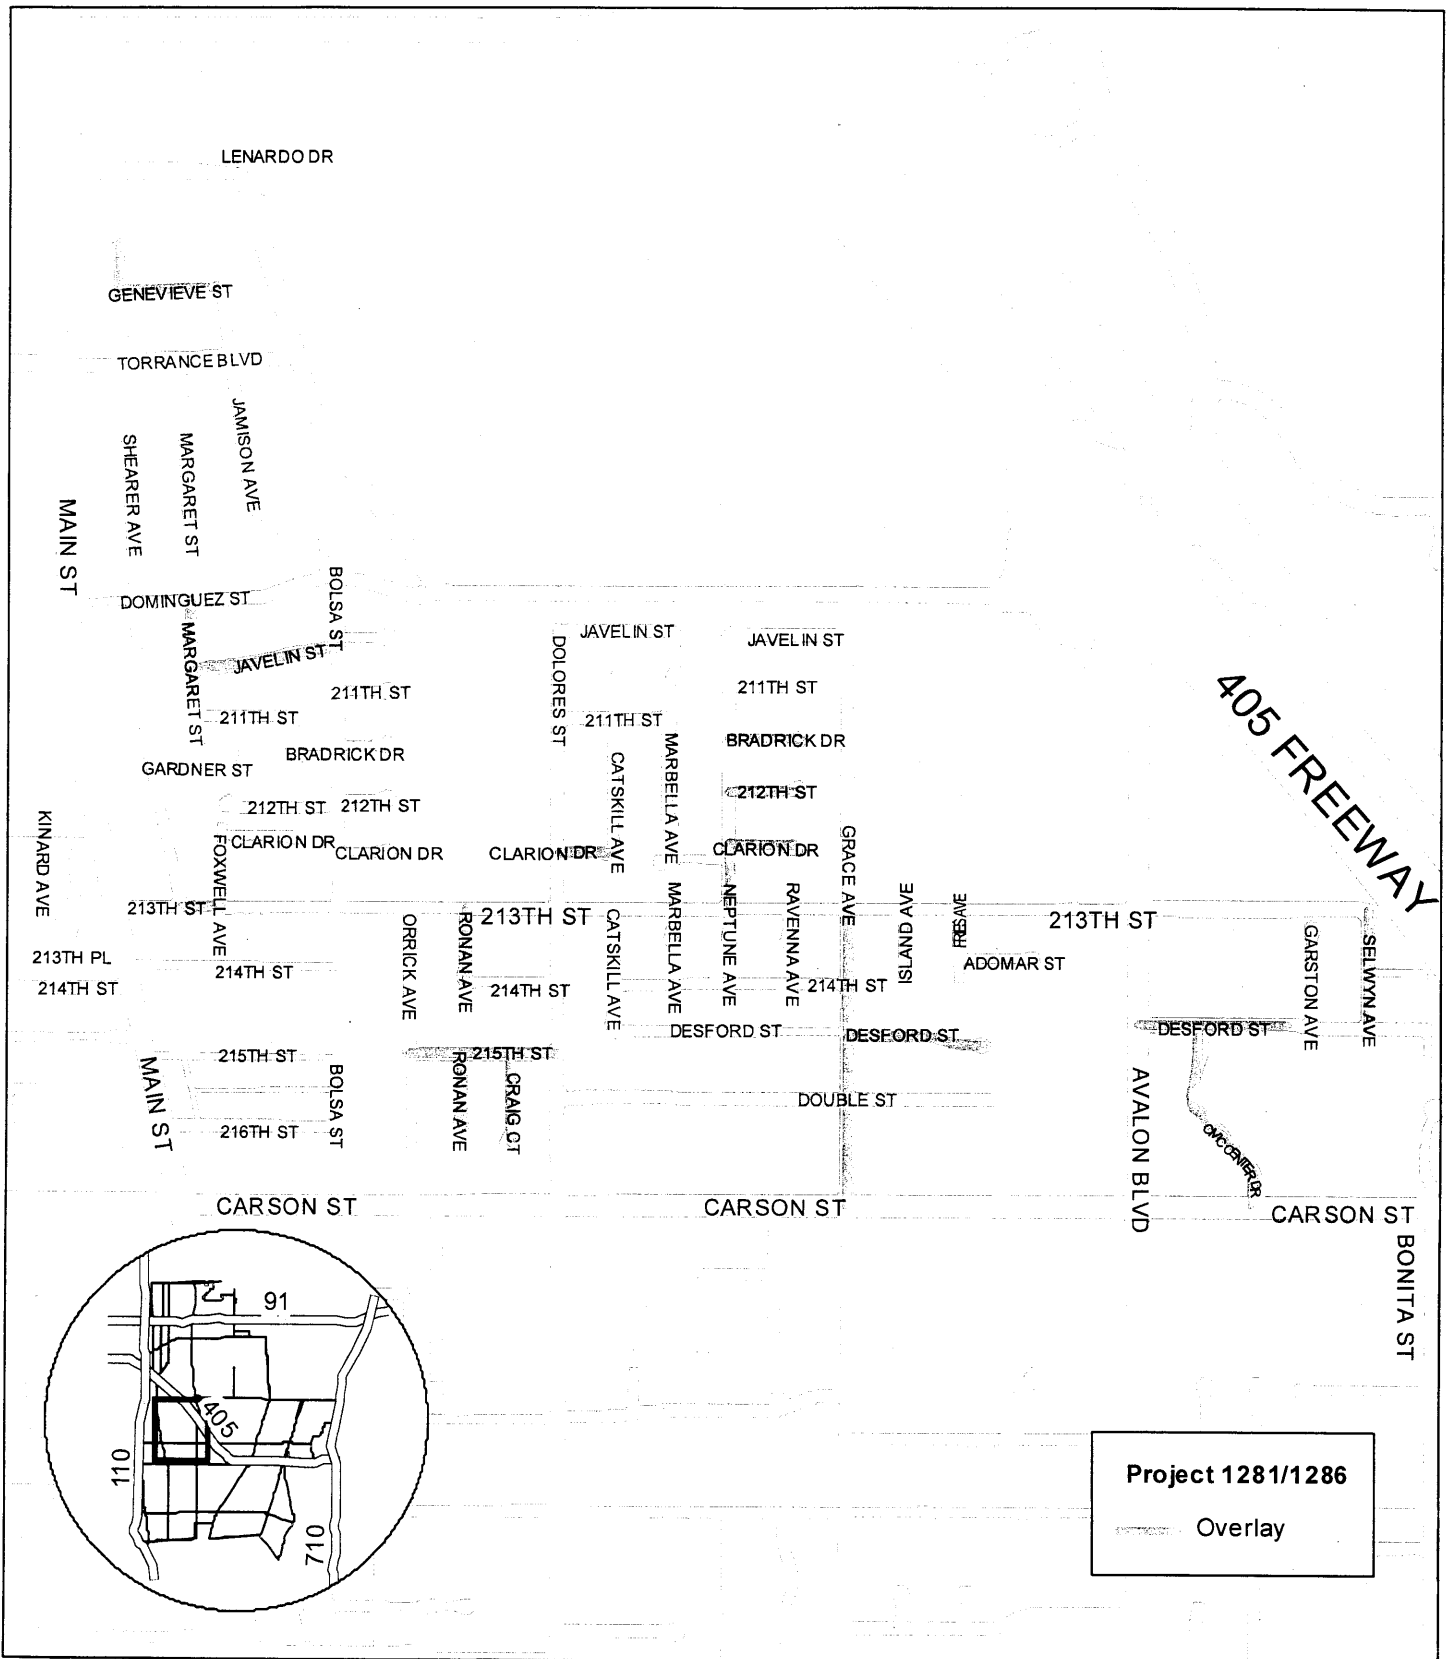 LENARDO DR
GENEVIEVE ST
TORRANCE BLVD
JAMISON AVE
SHEARER AVE
MARGARET ST
MAIN ST
DOMINGUEZ ST
BOLSA ST
MARGARET ST
JAVELIN ST
DOLORES ST
JAVELIN ST
JAVELIN ST
211TH ST
211TH ST
211TH ST
211TH ST
405 FREEWAY
GARDNER ST
BRADRICK DR
CATSKILL AVE
MARBELLA AVE
BRADRICK DR
212TH ST
212TH ST
212TH ST
KINARD AVE
FOXWELL AVE
CLARION DR
CLARION DR
CLARION DR
CLARION DR
GRACE AVE
213TH ST
ORRICK AVE
RONAN AVE
213TH ST
CATSKILL AVE
MARBELLA AVE
NEPTUNE AVE
RAVENNA AVE
ISLAND AVE
213TH ST
GARSTON AVE
SELWYN AVE
213TH PL
214TH ST
214TH ST
214TH ST
214TH ST
ADOMAR ST
DESFORD ST
DESFORD ST
DESFORD ST
MAIN ST
215TH ST
BOLSA ST
215TH ST
RONAN AVE
CRAIG CT
DOUBLE ST
AVALON BLVD
CIVIC CENTER DR
216TH ST
CARSON ST
CARSON ST
CARSON ST
BONITA ST
91
405
110
710
Project 1281/1286
Overlay